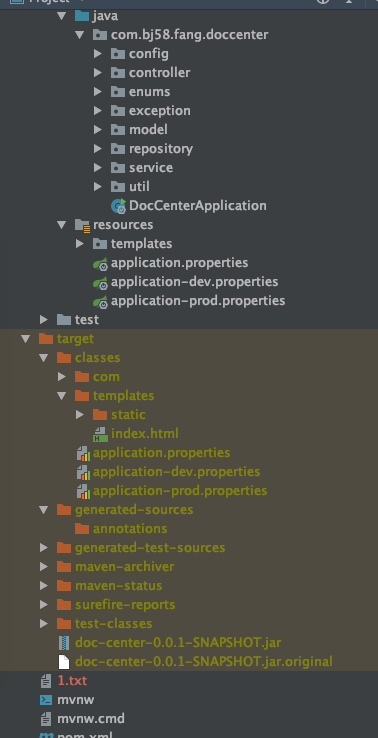 Project
java
com.bj58.fang.doccenter
config
controller
enums
exception
model
repository
service
util
DocCenterApplication
resources
templates
application.properties
application-dev.properties
application-prod.properties
test
target
classes
com
templates
static
index.html
application.properties
application-dev.properties
application-prod.properties
generated-sources
annotations
generated-test-sources
maven-archiver
maven-status
surefire-reports
test-classes
doc-center-0.0.1-SNAPSHOT.jar
doc-center-0.0.1-SNAPSHOT.jar.original
1.txt
mvnw
mvnw.cmd
pom.xml